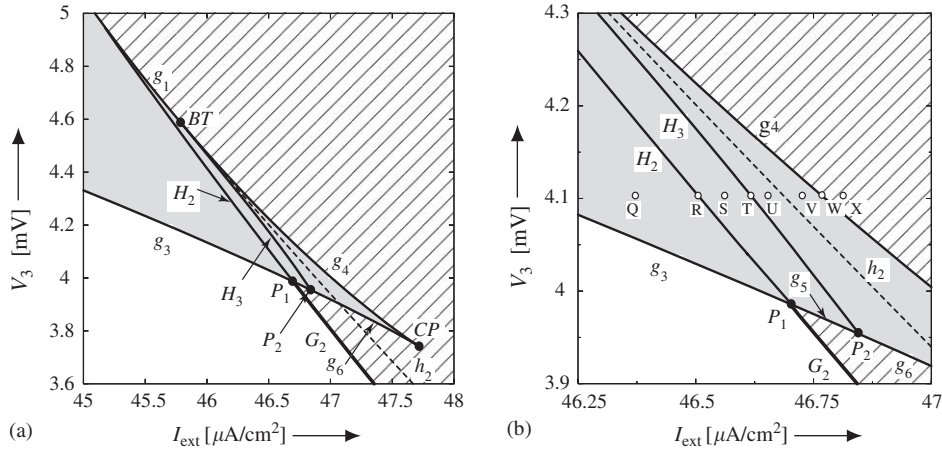 5
4.8
4.6
4.4
4.2
4
3.8
3.6
V3 [mV]
g1
BT
H2
g3
g4
H3
P1
P2
G2
g6
CP
h2
45
45.5
46
46.5
47
47.5
48
(a)
Iext [μA/cm²]
4.3
4.2
4.1
4
3.9
V3 [mV]
g4
H3
H2
Q R S T U V W X
g3
g5
h2
P1
P2
G2
g6
46.25
46.5
46.75
47
(b)
Iext [μA/cm²]